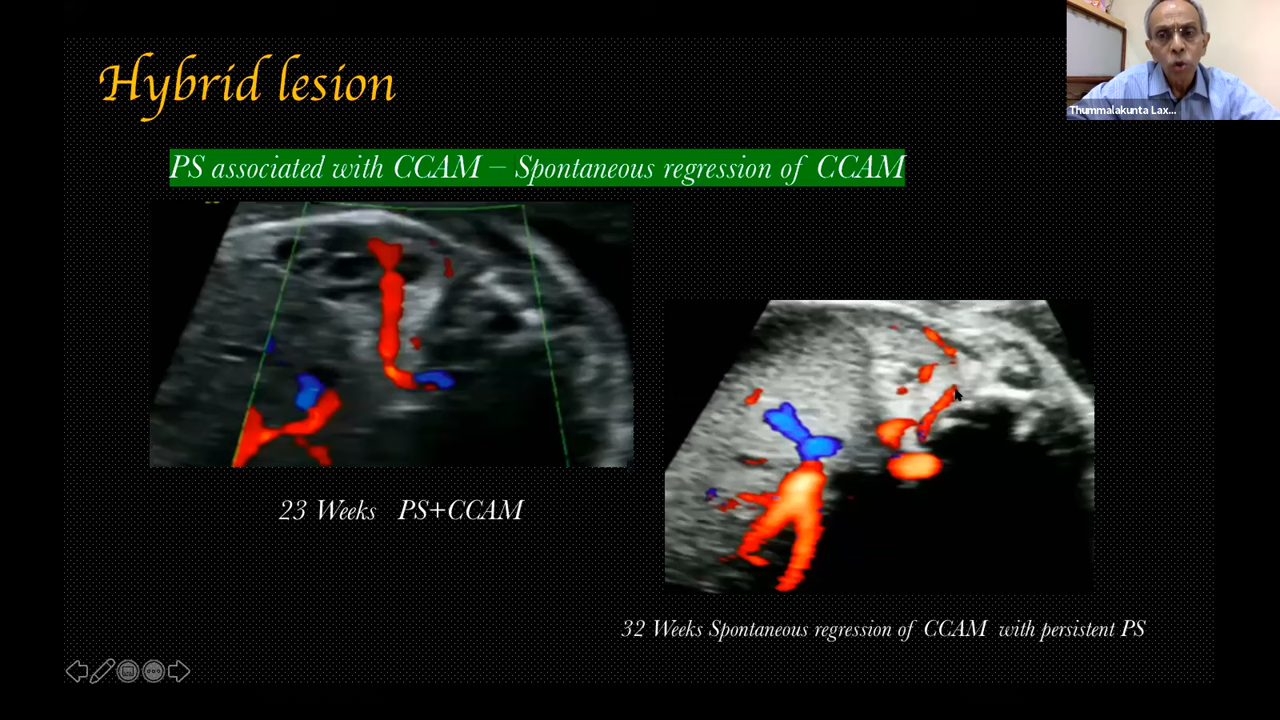 Hybrid lesion
Thummalakunta Lax...
PS associated with CCAM – Spontaneous regression of CCAM
23 Weeks PS+CCAM
32 Weeks Spontaneous regression of CCAM with persistent PS